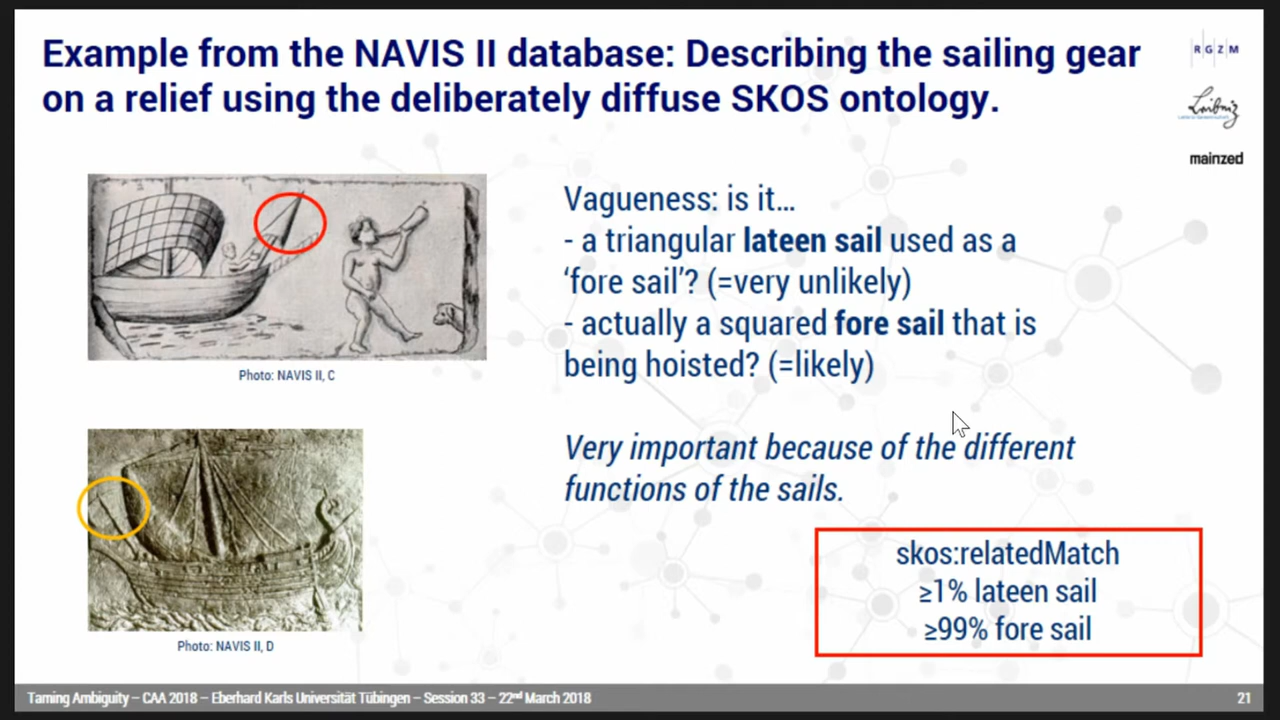 Example from the NAVIS II database: Describing the sailing gear
on a relief using the deliberately diffuse SKOS ontology.
R G Z M
Leibniz
mainzed
Vagueness: is it...
- a triangular lateen sail used as a
‘fore sail’? (=very unlikely)
- actually a squared fore sail that is
being hoisted? (=likely)
Photo: NAVIS II, C
Very important because of the different
functions of the sails.
skos:relatedMatch
≥1% lateen sail
≥99% fore sail
Photo: NAVIS II, D
Taming Ambiguity – CAA 2018 – Eberhard Karls Universität Tübingen – Session 33 – 22nd March 2018
21